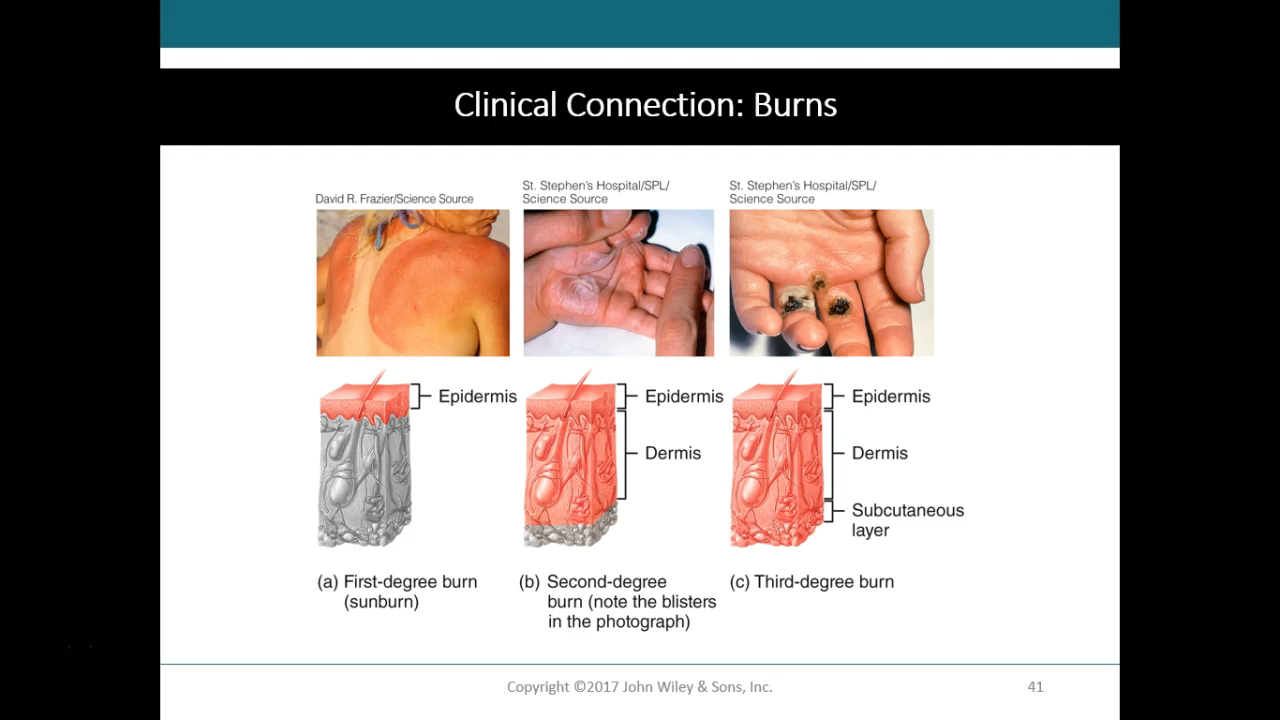 Clinical Connection: Burns
David R. Frazier/Science Source
St. Stephen's Hospital/SPL/
Science Source
St. Stephen's Hospital/SPL/
Science Source
Epidermis
(a) First-degree burn
(sunburn)
Epidermis
Dermis
(b) Second-degree
burn (note the blisters
in the photograph)
Epidermis
Dermis
Subcutaneous
layer
(c) Third-degree burn
Copyright ©2017 John Wiley & Sons, Inc.
41